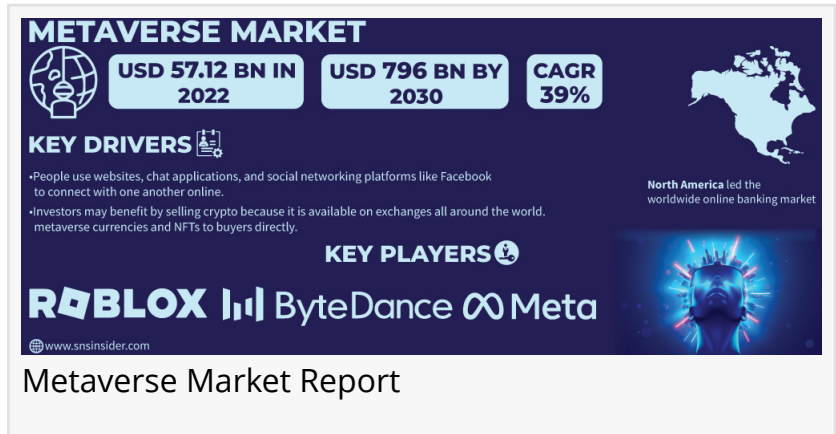 METAVERSE MARKET
USD 57.12 BN IN
2022
USD 796 BN BY
2030
CAGR
39%
KEY DRIVERS
•People use websites, chat applications, and social networking platforms like Facebook
to connect with one another online.
•Investors may benefit by selling crypto because it is available on exchanges all around the world.
metaverse currencies and NFTs to buyers directly.
North America led the
worldwide online banking market
KEY PLAYERS
ROBLOX
ByteDance
Meta
www.snsinsider.com
Metaverse Market Report